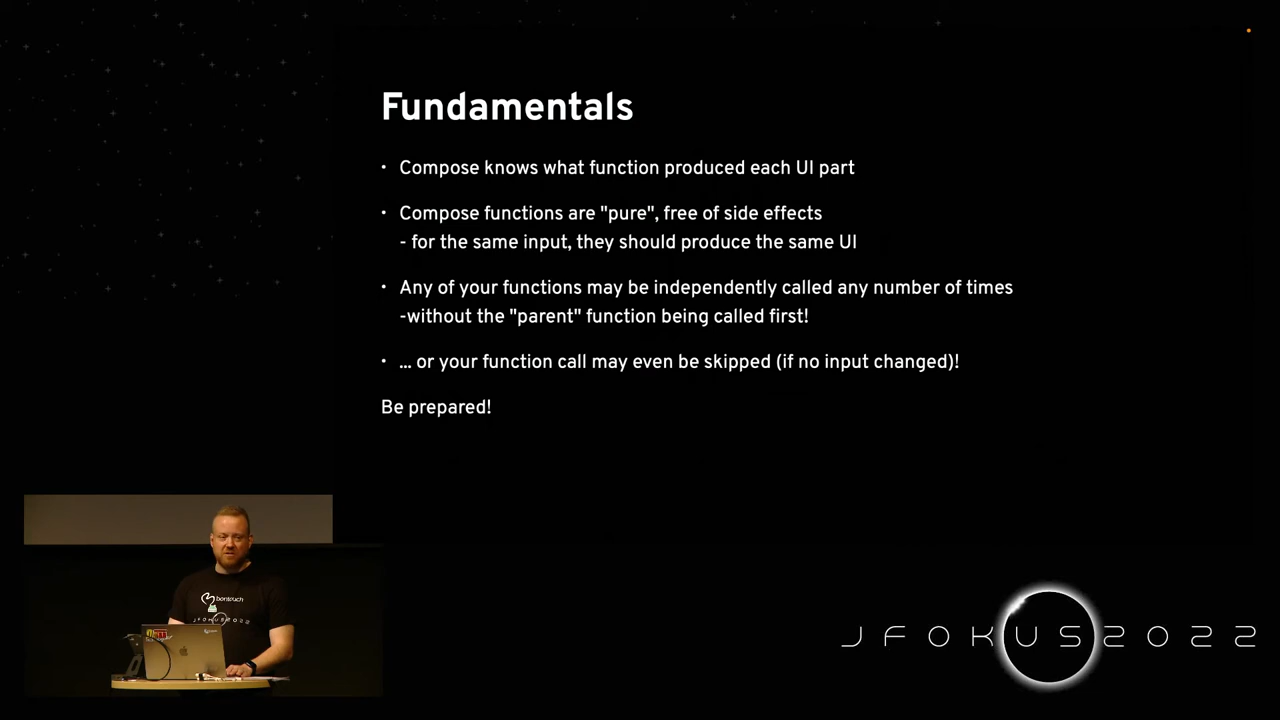 Fundamentals
• Compose knows what function produced each UI part
• Compose functions are "pure", free of side effects
- for the same input, they should produce the same UI
• Any of your functions may be independently called any number of times
-without the "parent" function being called first!
• ... or your function call may even be skipped (if no input changed)!
Be prepared!
bontouch
JFOKUS2022
JFOKUS2022